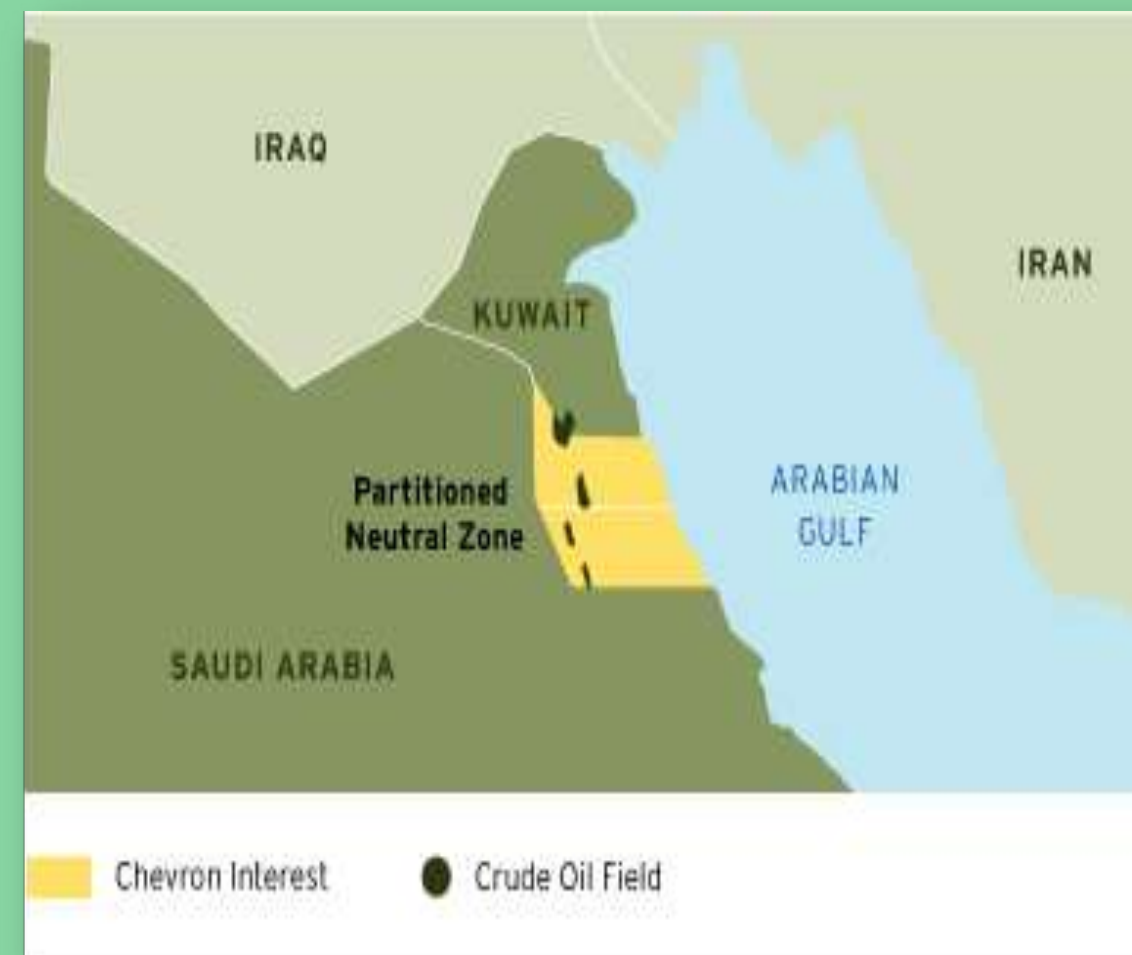 IRAQ
IRAN
KUWAIT
Partitioned
Neutral Zone
ARABIAN
GULF
SAUDI ARABIA
Chevron Interest
Crude Oil Field